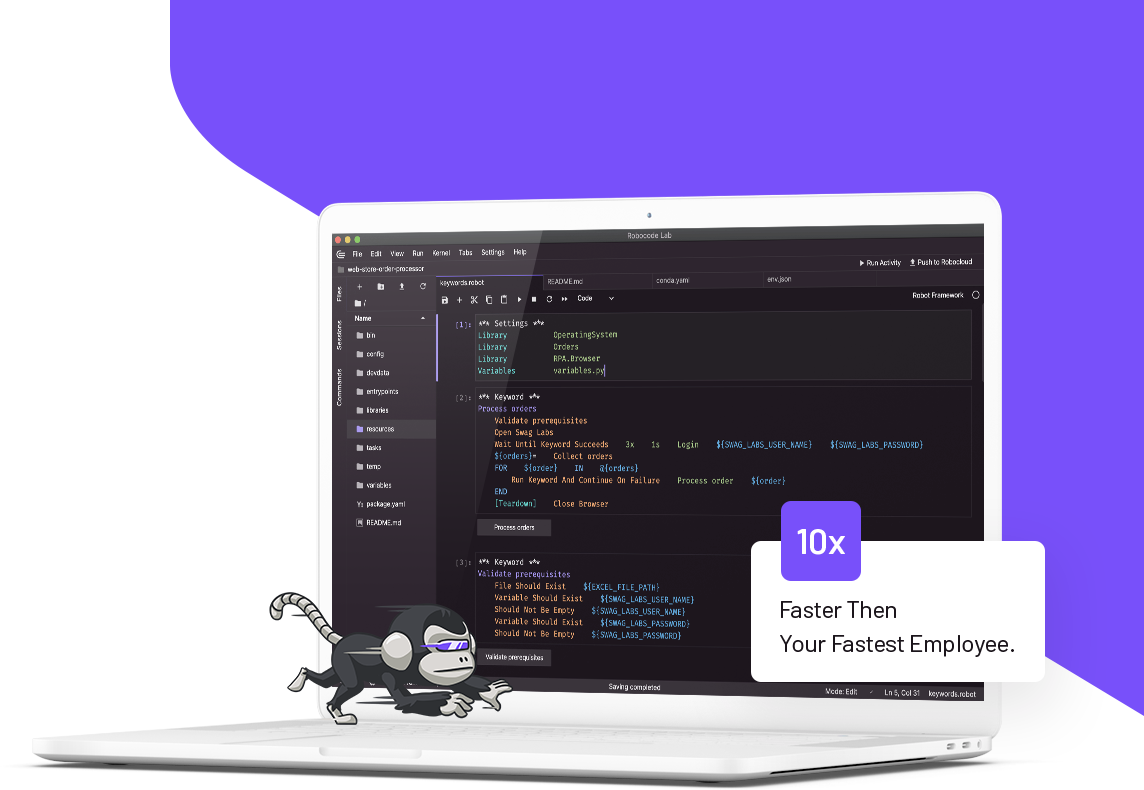 Robocode Lab
File Edit View Run Kernel Tabs Settings Help
web-store-order-processor
Run Activity Push to Robocloud
keywords.robot README.md conda.yaml env.json
Code
Robot Framework
Files
Sessions
Commands
/
Name
bin
config
devdata
entrypoints
libraries
resources
tasks
temp
variables
package.yaml
README.md
[1]: *** Settings ***
Library OperatingSystem
Library Orders
Library RPA.Browser
Variables variables.py
[2]: *** Keyword ***
Process orders
Validate prerequisites
Open Swag Labs
Wait Until Keyword Succeeds 3x 1s Login ${SWAG_LABS_USER_NAME} ${SWAG_LABS_PASSWORD}
${orders}= Collect orders
FOR ${order} IN @{orders}
Run Keyword And Continue On Failure Process order ${order}
END
[Teardown] Close Browser
Process orders
[3]: *** Keyword ***
Validate prerequisites
File Should Exist ${EXCEL_FILE_PATH}
Variable Should Exist ${SWAG_LABS_USER_NAME}
Should Not Be Empty ${SWAG_LABS_USER_NAME}
Variable Should Exist ${SWAG_LABS_PASSWORD}
Should Not Be Empty ${SWAG_LABS_PASSWORD}
Validate prerequisites
Saving completed
Mode: Edit Ln 5, Col 31 keywords.robot
10x
Faster Then
Your Fastest Employee.